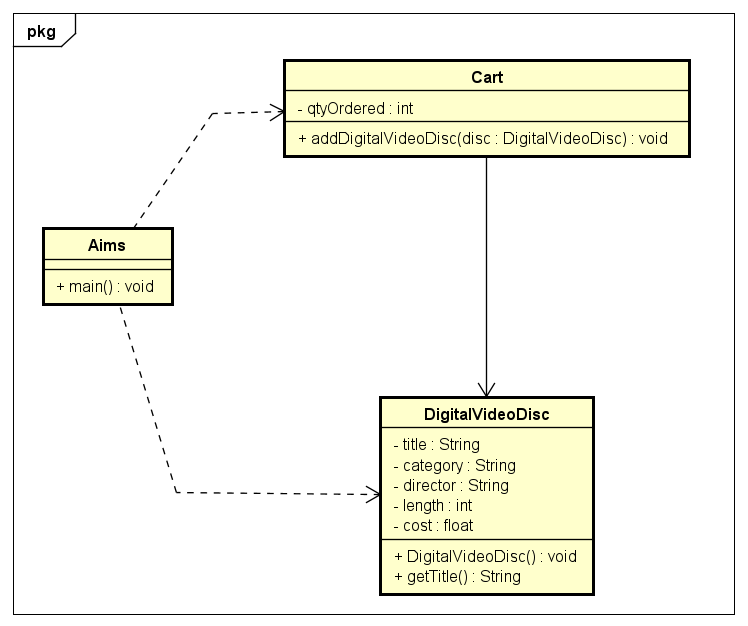 pkg
Cart
- qtyOrdered : int
+ addDigitalVideoDisc(disc : DigitalVideoDisc) : void
Aims
+ main() : void
DigitalVideoDisc
- title : String
- category : String
- director : String
- length : int
- cost : float
+ DigitalVideoDisc() : void
+ getTitle() : String